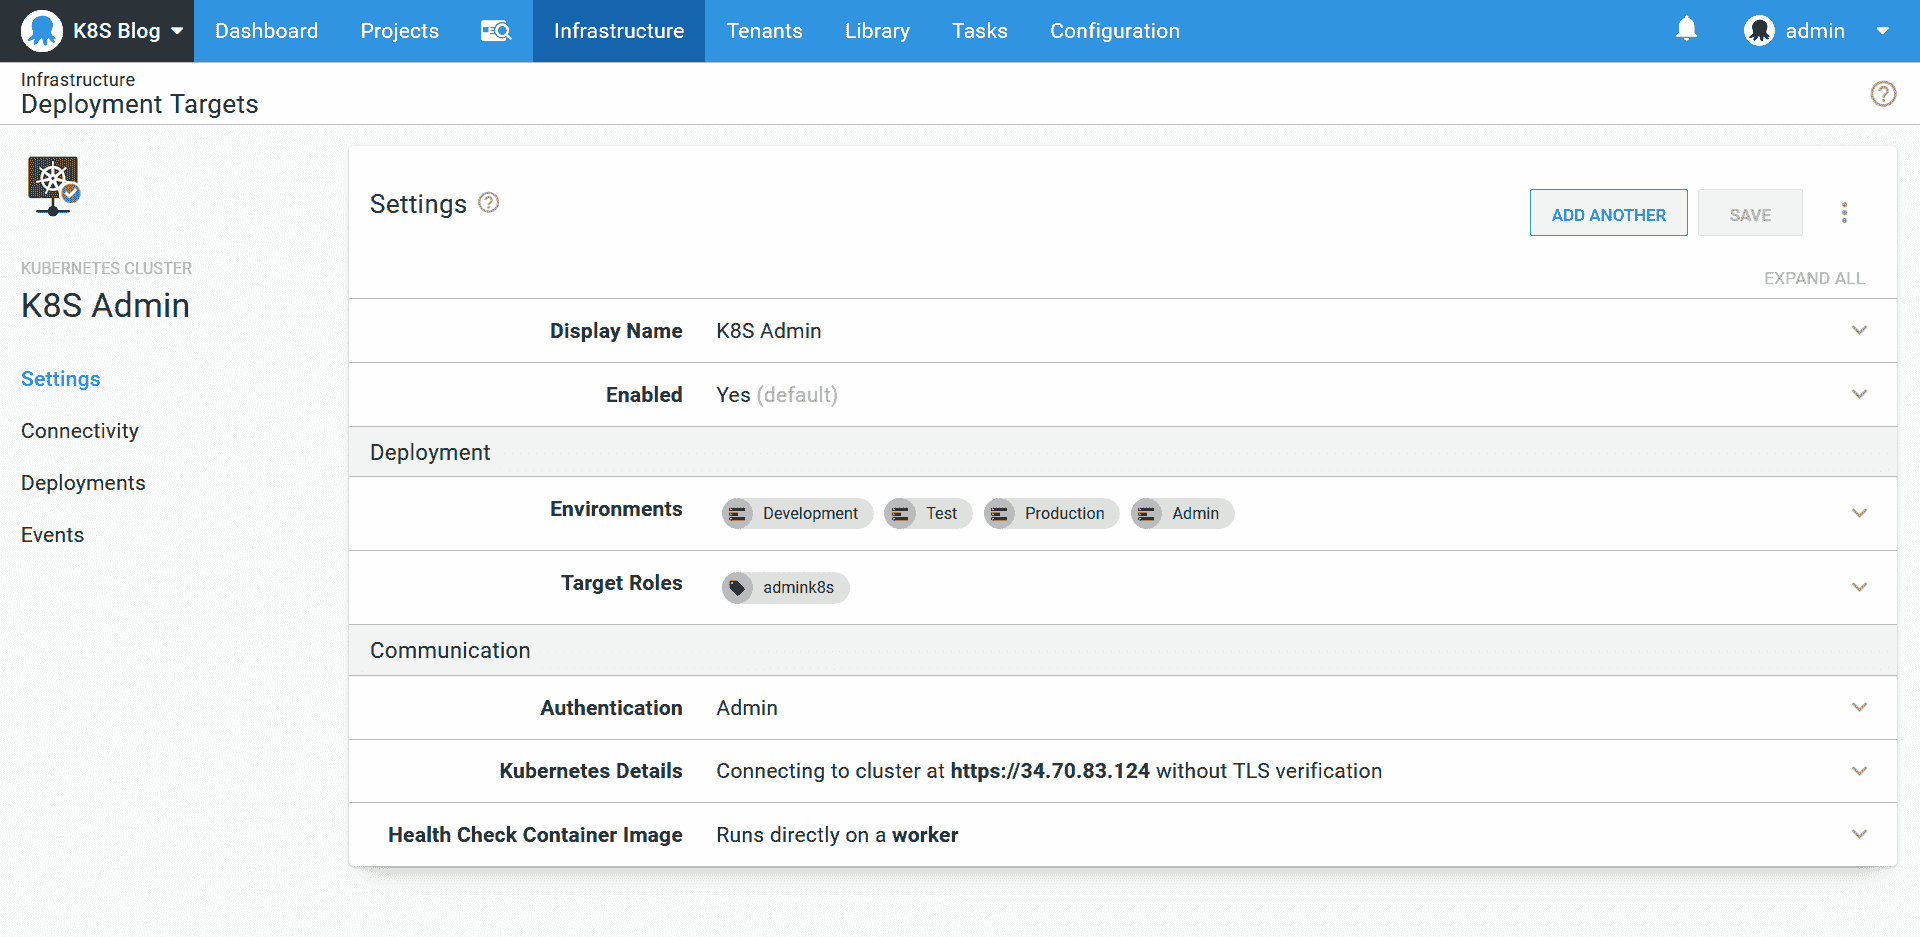 K8S Blog Dashboard Projects Infrastructure Tenants Library Tasks Configuration admin
Infrastructure
Deployment Targets
KUBERNETES CLUSTER
K8S Admin
Settings
Connectivity
Deployments
Events
Settings
ADD ANOTHER SAVE
EXPAND ALL
Display Name K8S Admin
Enabled Yes (default)
Deployment
Environments Development Test Production Admin
Target Roles admink8s
Communication
Authentication Admin
Kubernetes Details Connecting to cluster at https://34.70.83.124 without TLS verification
Health Check Container Image Runs directly on a worker